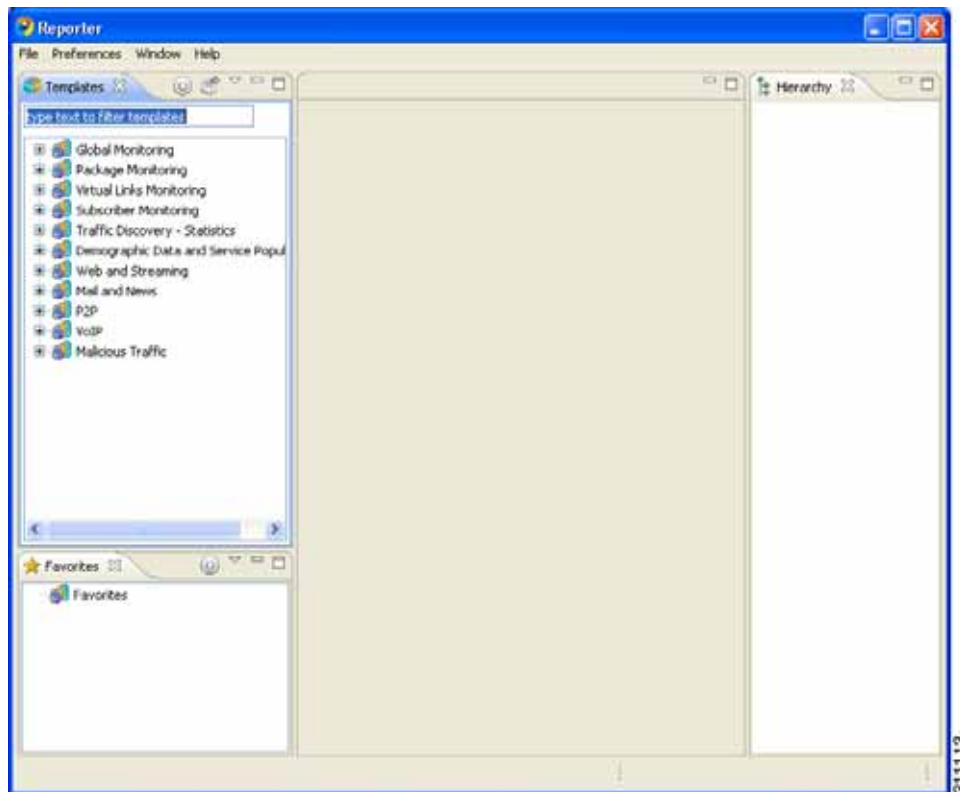 Reporter
File Preferences Window Help
Templates
type text to filter templates
Global Monitoring
Package Monitoring
Virtual Links Monitoring
Subscriber Monitoring
Traffic Discovery - Statistics
Demographic Data and Service Popul
Web and Streaming
Mail and News
P2P
VoIP
Malicious Traffic
Favorites
Favorites
Hierarchy
211113